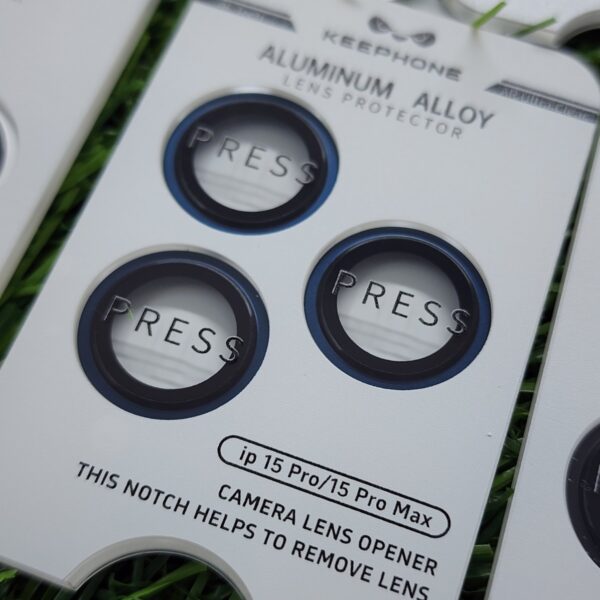 KEEPHONE
ALUMINUM ALLOY
LENS PROTECTOR
PRESS
PRESS
PRESS
ip 15 Pro/15 Pro Max
CAMERA LENS OPENER
THIS NOTCH HELPS TO REMOVE LENS